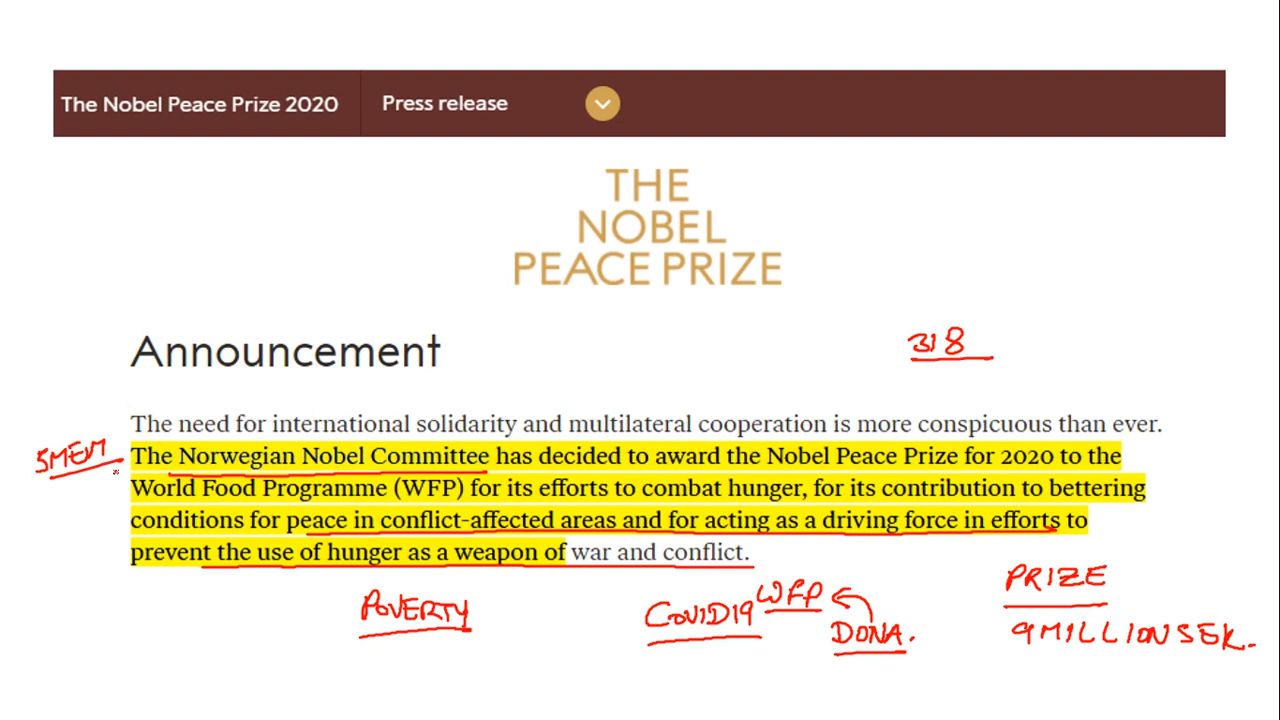 The Nobel Peace Prize 2020 Press release
THE
NOBEL
PEACE PRIZE
Announcement
318
The need for international solidarity and multilateral cooperation is more conspicuous than ever.
5MEM
The Norwegian Nobel Committee has decided to award the Nobel Peace Prize for 2020 to the
World Food Programme (WFP) for its efforts to combat hunger, for its contribution to bettering
conditions for peace in conflict-affected areas and for acting as a driving force in efforts to
prevent the use of hunger as a weapon of war and conflict.
POVERTY
COVID19
WFP
DONA.
PRIZE
9MILLION SEK.